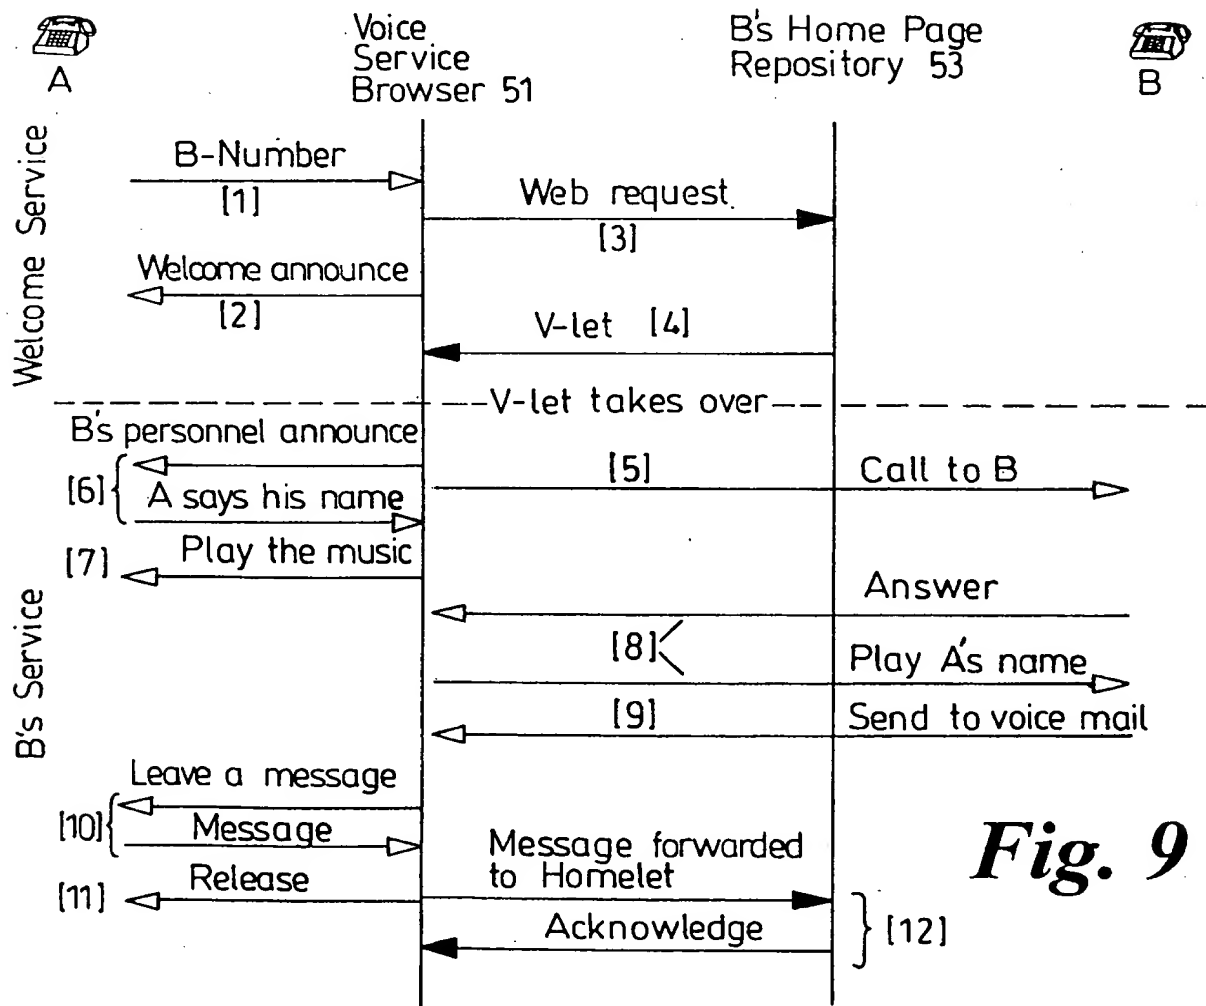 A
Voice
Service
Browser 51
B's Home Page
Repository 53
B
Welcome Service
B-Number
[1]
Web request
[3]
Welcome announce
[2]
V-let [4]
V-let takes over
B's Service
B's personnel announce
[5]
Call to B
[6]
A says his name
[7]
Play the music
Answer
[8]
Play A's name
[9]
Send to voice mail
Leave a message
[10]
Message
Message forwarded
to Homelet
[11]
Release
Acknowledge
[12]
Fig. 9